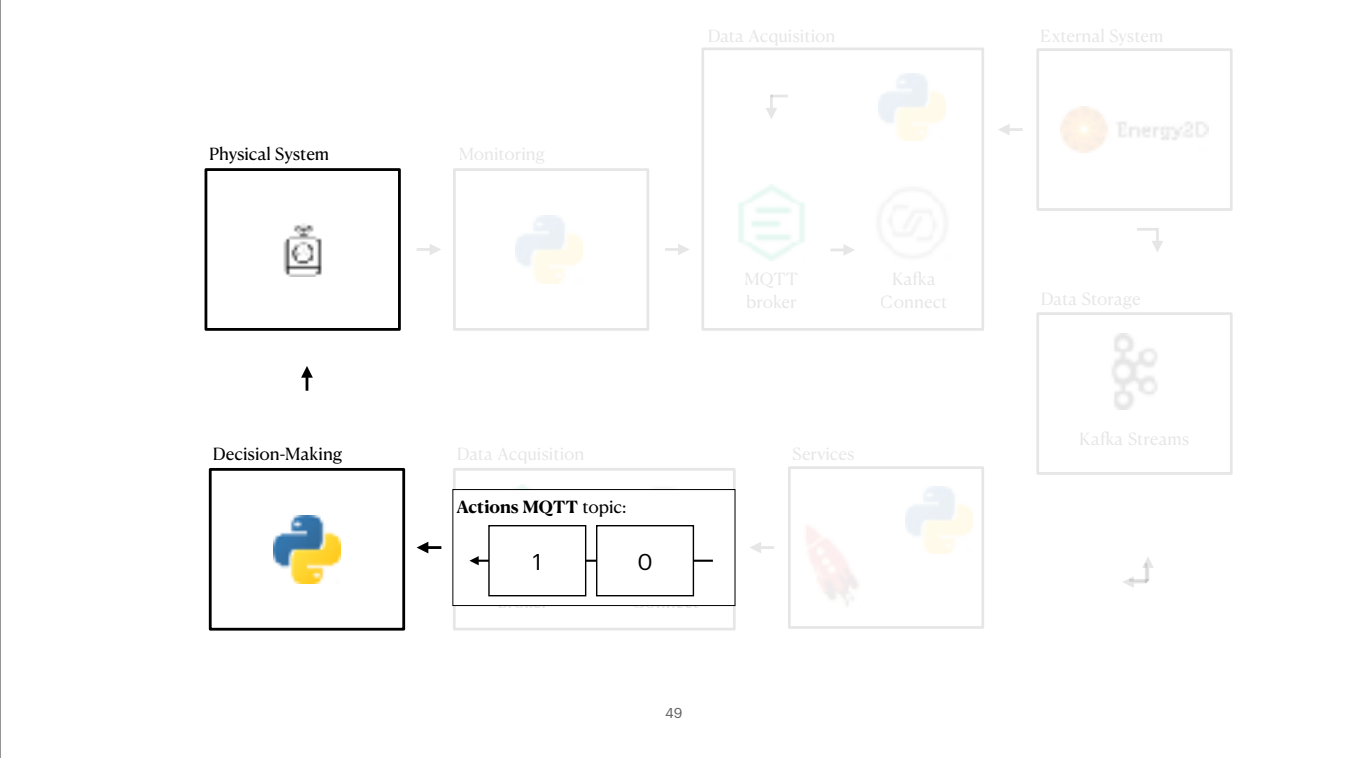 Data Acquisition
External System
Energy2D
Physical System
Monitoring
MQTT
broker
Kafka
Connect
Data Storage
Kafka Streams
Decision-Making
Data Acquisition
Services
Actions MQTT topic:
1
0
49